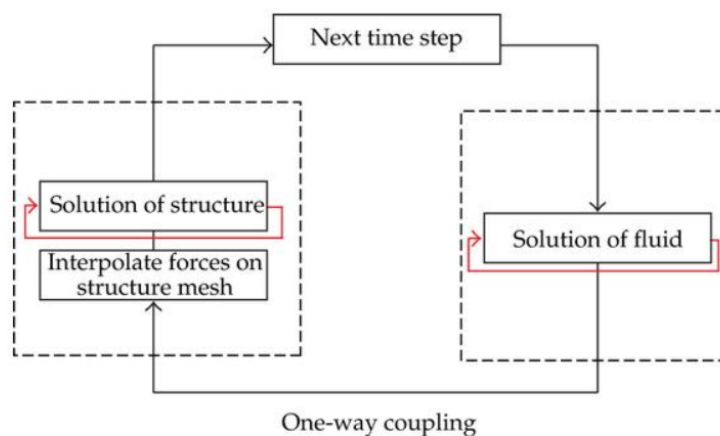 Next time step
Solution of structure
Solution of fluid
Interpolate forces on
structure mesh
One-way coupling